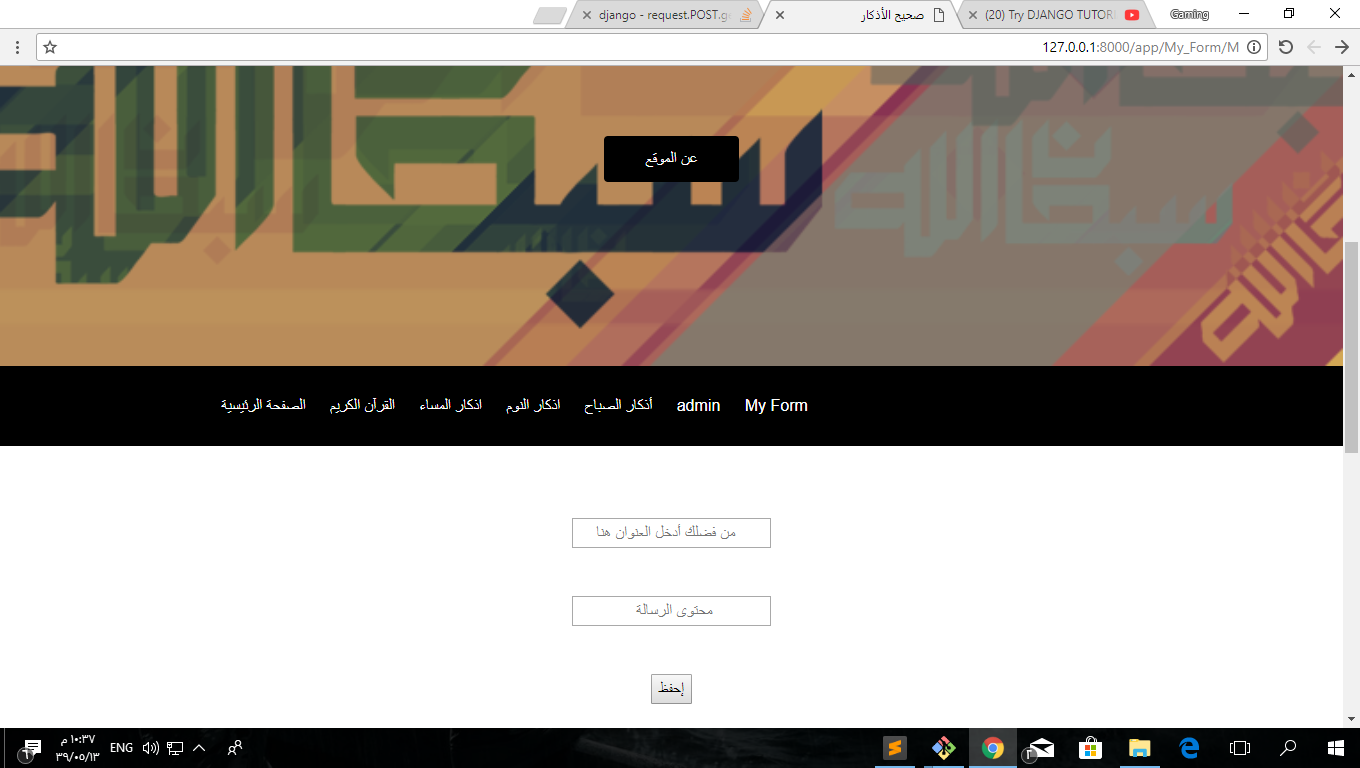 django - request.POST.ge
صحيح الأذكار
(20) Try DJANGO TUTORI
Gaming
127.0.0.1:8000/app/My_Form/M
عن الموقع
الصفحة الرئيسية القرآن الكريم اذكار المساء اذكار النوم أذكار الصباح admin My Form
من فضلك أدخل العنوان هنا
محتوى الرسالة
إحفظ
١٠:٣٧ م
ENG
٣٩/٠٥/١٣